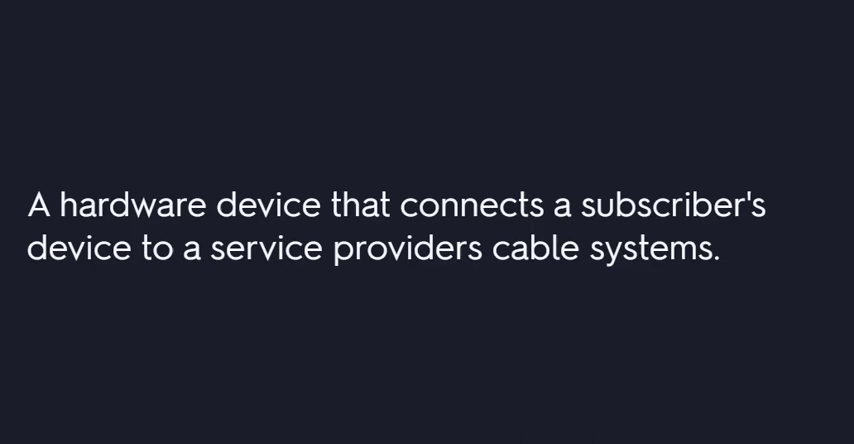 A hardware device that connects a subscriber's
device to a service providers cable systems.